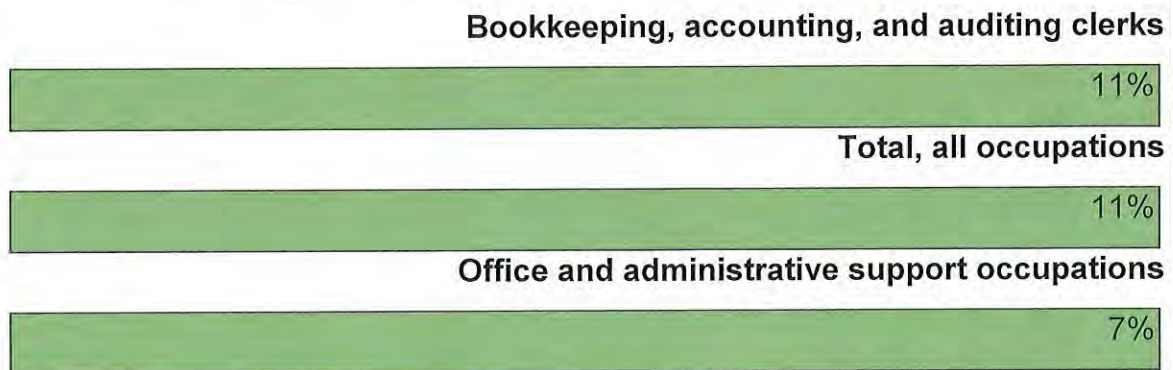 Bookkeeping, accounting, and auditing clerks
11%
Total, all occupations
11%
Office and administrative support occupations
7%